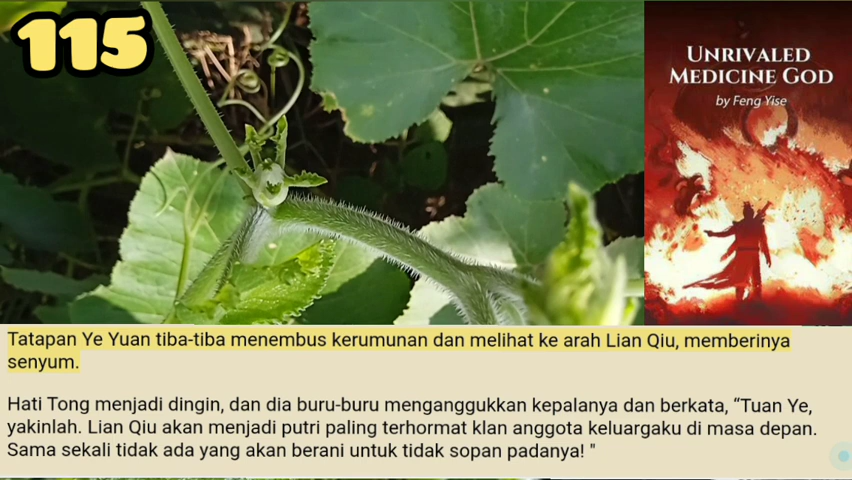 115
UNRIVALED
MEDICINE GOD
by Feng Yise
Tatapan Ye Yuan tiba-tiba menembus kerumunan dan melihat ke arah Lian Qiu, memberinya
senyum.
Hati Tong menjadi dingin, dan dia buru-buru menganggukkan kepalanya dan berkata, “Tuan Ye,
yakinlah. Lian Qiu akan menjadi putri paling terhormat klan anggota keluargaku di masa depan.
Sama sekali tidak ada yang akan berani untuk tidak sopan padanya! "